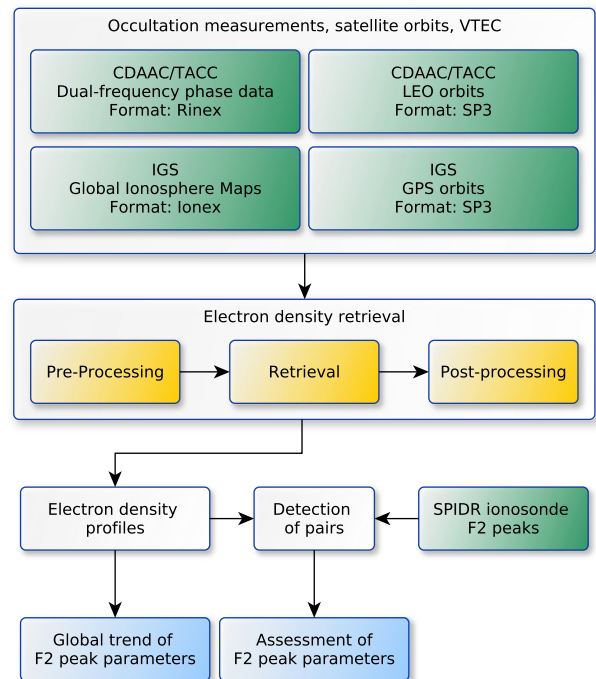 Occultation measurements, satellite orbits, VTEC
CDAAC/TACC
Dual-frequency phase data
Format: Rinex
CDAAC/TACC
LEO orbits
Format: SP3
IGS
Global Ionosphere Maps
Format: Ionex
IGS
GPS orbits
Format: SP3
Electron density retrieval
Pre-Processing
Retrieval
Post-processing
Electron density
profiles
Detection
of pairs
SPIDR ionosonde
F2 peaks
Global trend of
F2 peak parameters
Assessment of
F2 peak parameters